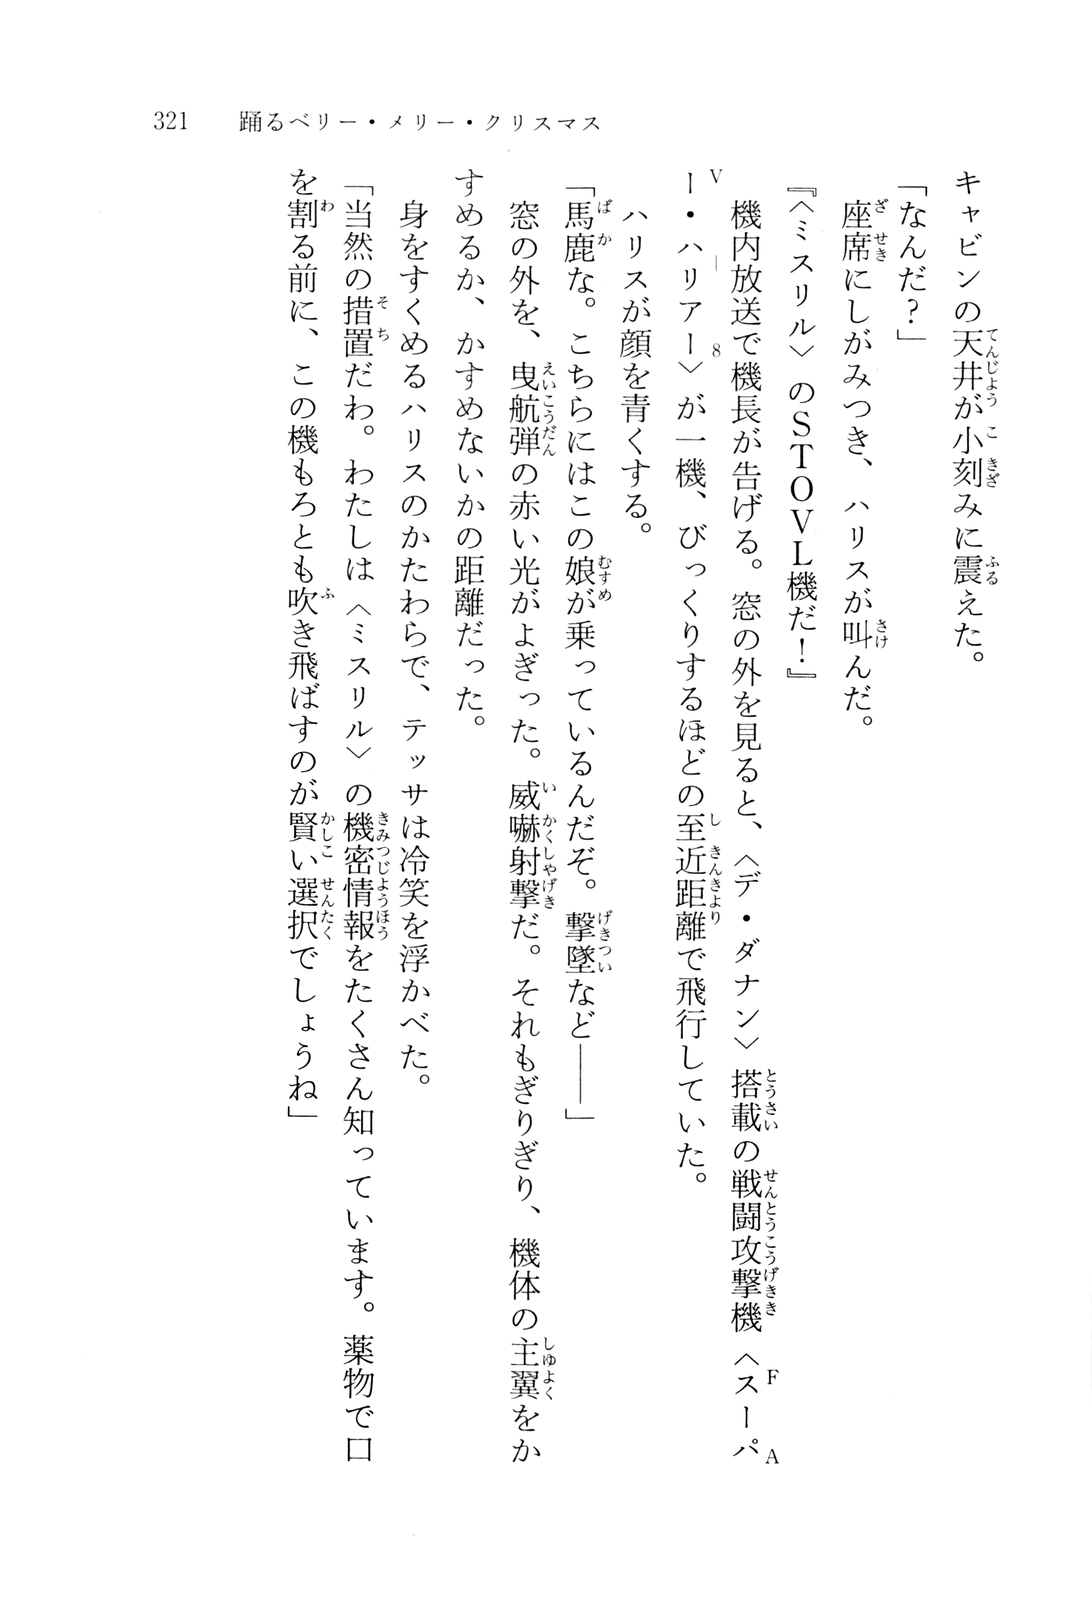 321　踊るベリー・メリー・クリスマス
キャビンの天井が小刻みに震えた。
「なんだ？」
座席にしがみつき、ハリスが叫んだ。
『〈ミスリル〉のSTOVL機だ！』
機内放送で機長が告げる。窓の外を見ると、〈デ・ダナン〉搭載の戦闘攻撃機〈スーパ
ー・ハリアー〉が一機、びっくりするほどの至近距離で飛行していた。
ハリスが顔を青くする。
「馬鹿な。こちらにはこの娘が乗っているんだぞ。撃墜など――」
窓の外を、曳航弾の赤い光がよぎった。威嚇射撃だ。それもぎりぎり、機体の主翼をか
すめるか、かすめないかの距離だった。
身をすくめるハリスのかたわらで、テッサは冷笑を浮かべた。
「当然の措置だわ。わたしは〈ミスリル〉の機密情報をたくさん知っています。薬物で口
を割る前に、この機もろとも吹き飛ばすのが賢い選択でしょうね」